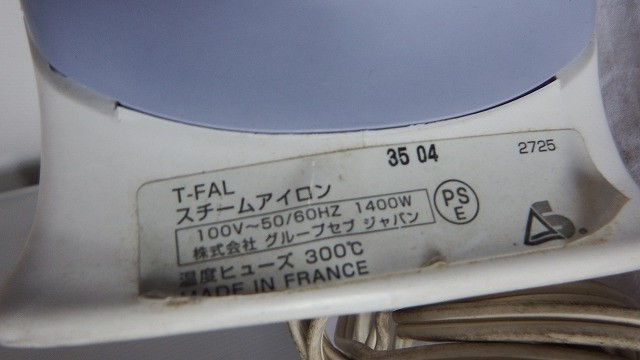 35 04
2725
T-FAL
スチームアイロン
100V～50/60HZ 1400W
株式会社 グループセブ ジャパン
PS
E
温度ヒューズ 300℃
MADE IN FRANCE